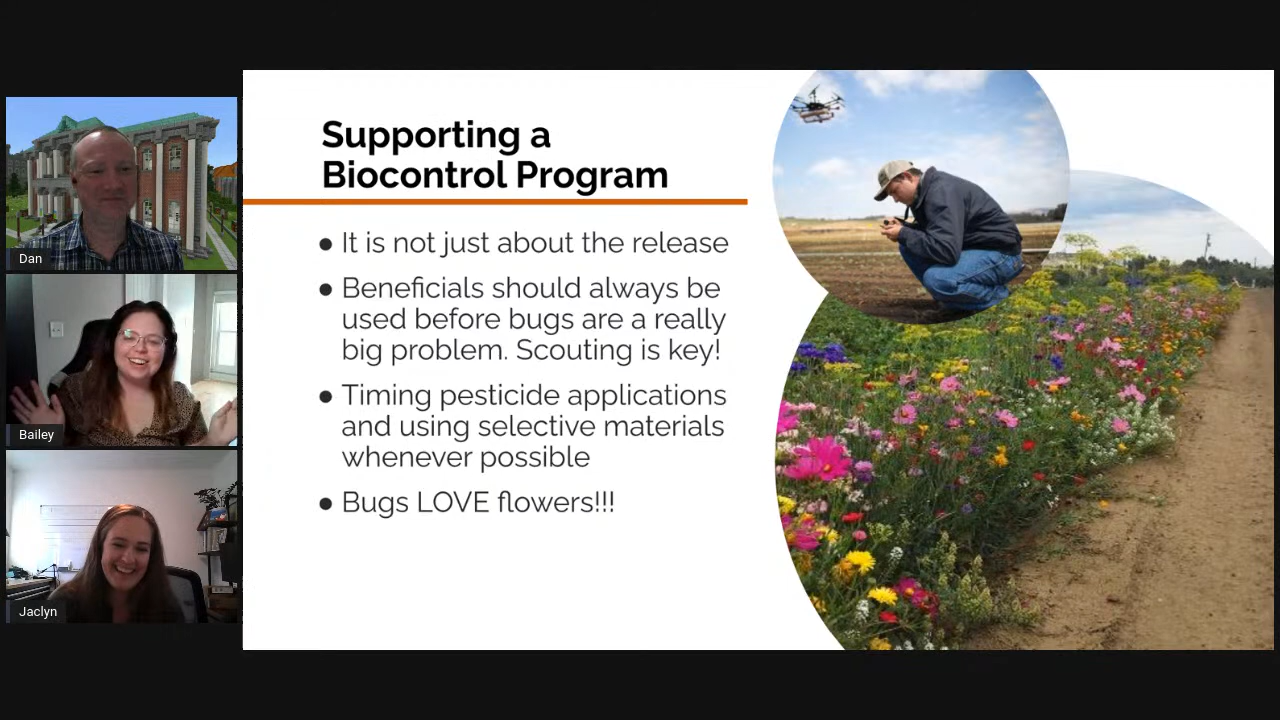 Supporting a
Biocontrol Program
● It is not just about the release
● Beneficials should always be
used before bugs are a really
big problem. Scouting is key!
● Timing pesticide applications
and using selective materials
whenever possible
● Bugs LOVE flowers!!!
Dan
Bailey
Jaclyn